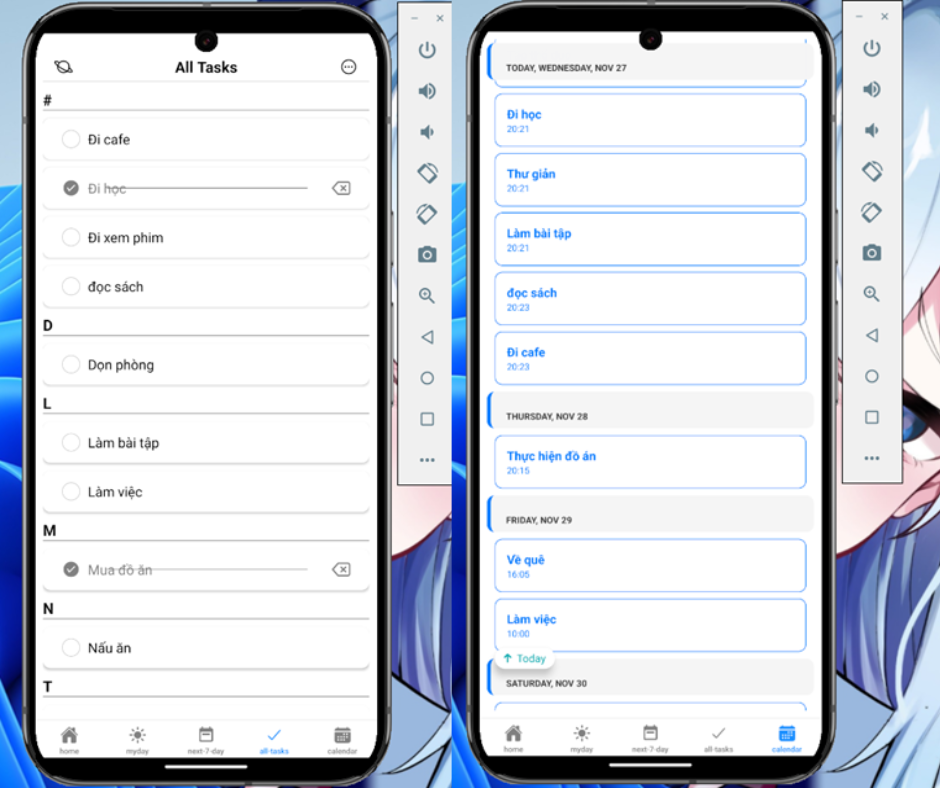 All Tasks
#
Đi cafe
Đi học
Đi xem phim
đọc sách
D
Dọn phòng
L
Làm bài tập
Làm việc
M
Mua đồ ăn
N
Nấu ăn
T
home
myday
next-7-day
all-tasks
calendar
TODAY, WEDNESDAY, NOV 27
Đi học
20:21
Thư giản
20:21
Làm bài tập
20:21
đọc sách
20:23
Đi cafe
20:23
THURSDAY, NOV 28
Thực hiện đồ án
20:15
FRIDAY, NOV 29
Về quê
16:05
Làm việc
10:00
Today
SATURDAY, NOV 30
home
myday
next-7-day
all-tasks
calendar